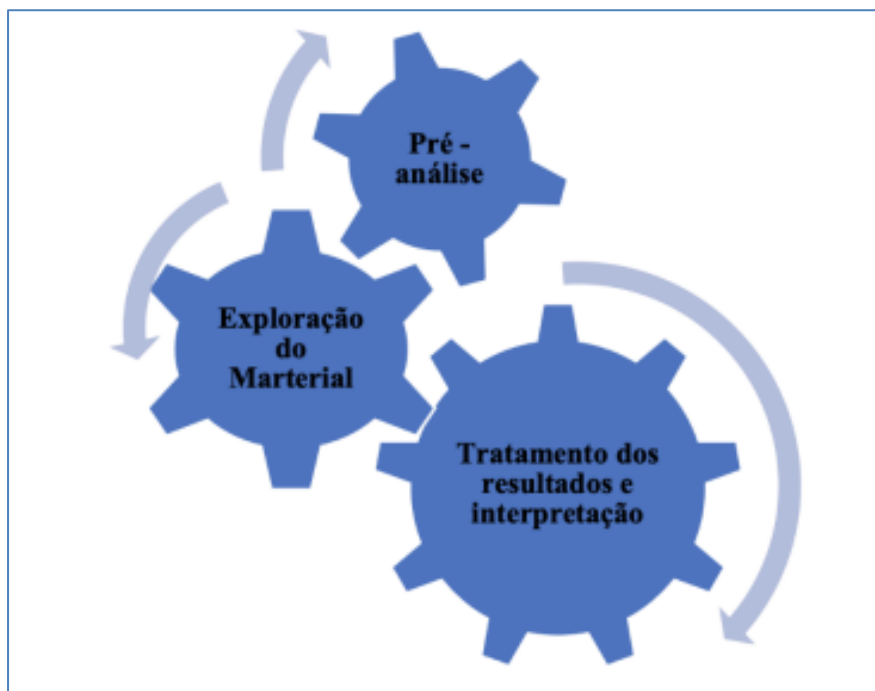 Pré -
análise
Exploração
do
Marterial
Tratamento dos
resultados e
interpretação